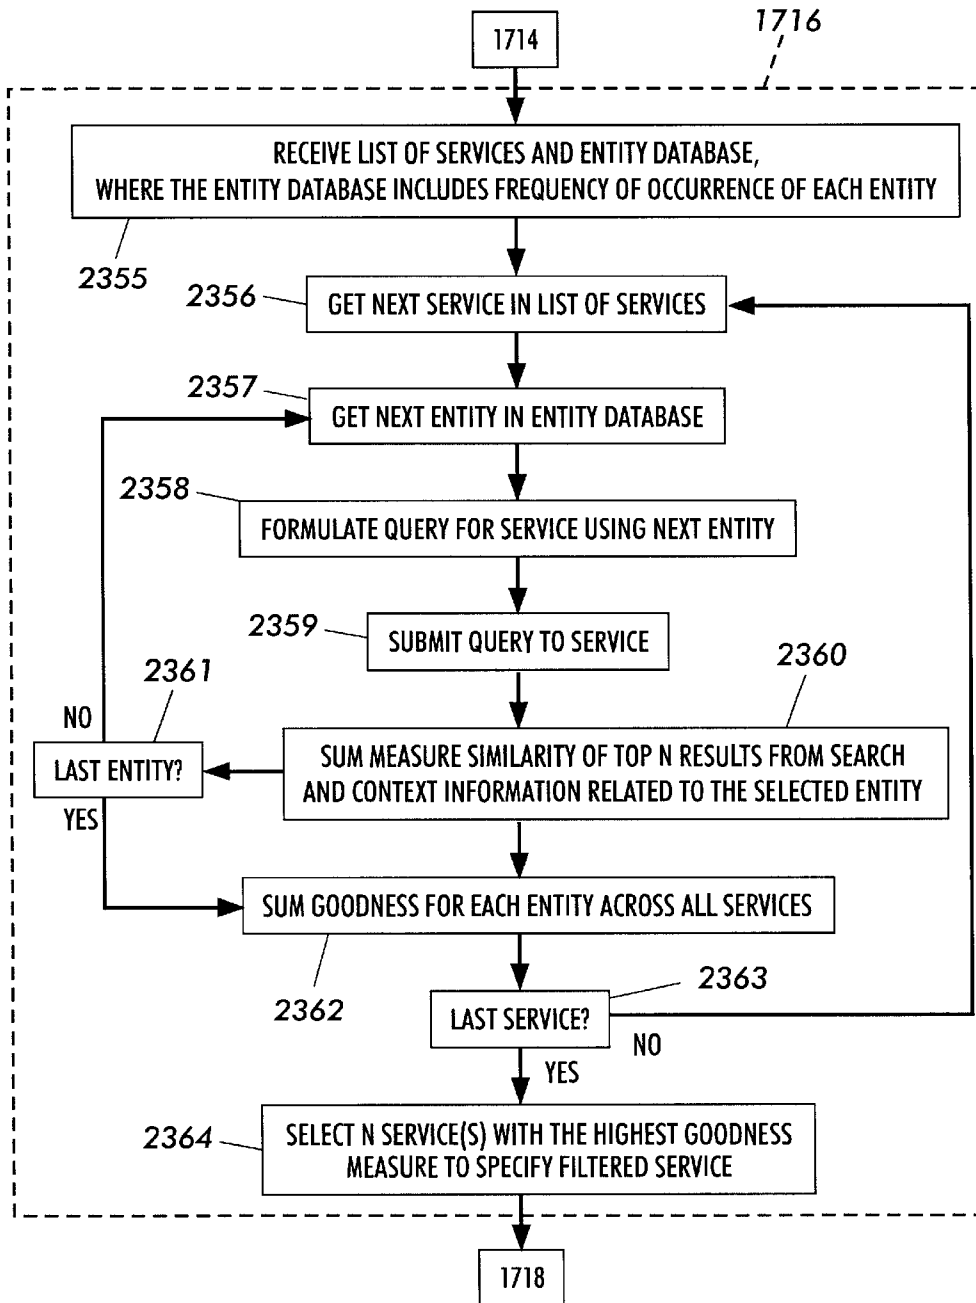 1714
1716
RECEIVE LIST OF SERVICES AND ENTITY DATABASE,
WHERE THE ENTITY DATABASE INCLUDES FREQUENCY OF OCCURRENCE OF EACH ENTITY
2355
2356
GET NEXT SERVICE IN LIST OF SERVICES
2357
GET NEXT ENTITY IN ENTITY DATABASE
2358
FORMULATE QUERY FOR SERVICE USING NEXT ENTITY
2359
SUBMIT QUERY TO SERVICE
2360
2361
NO
LAST ENTITY?
YES
SUM MEASURE SIMILARITY OF TOP N RESULTS FROM SEARCH
AND CONTEXT INFORMATION RELATED TO THE SELECTED ENTITY
SUM GOODNESS FOR EACH ENTITY ACROSS ALL SERVICES
2362
2363
LAST SERVICE?
NO
YES
2364
SELECT N SERVICE(S) WITH THE HIGHEST GOODNESS
MEASURE TO SPECIFY FILTERED SERVICE
1718